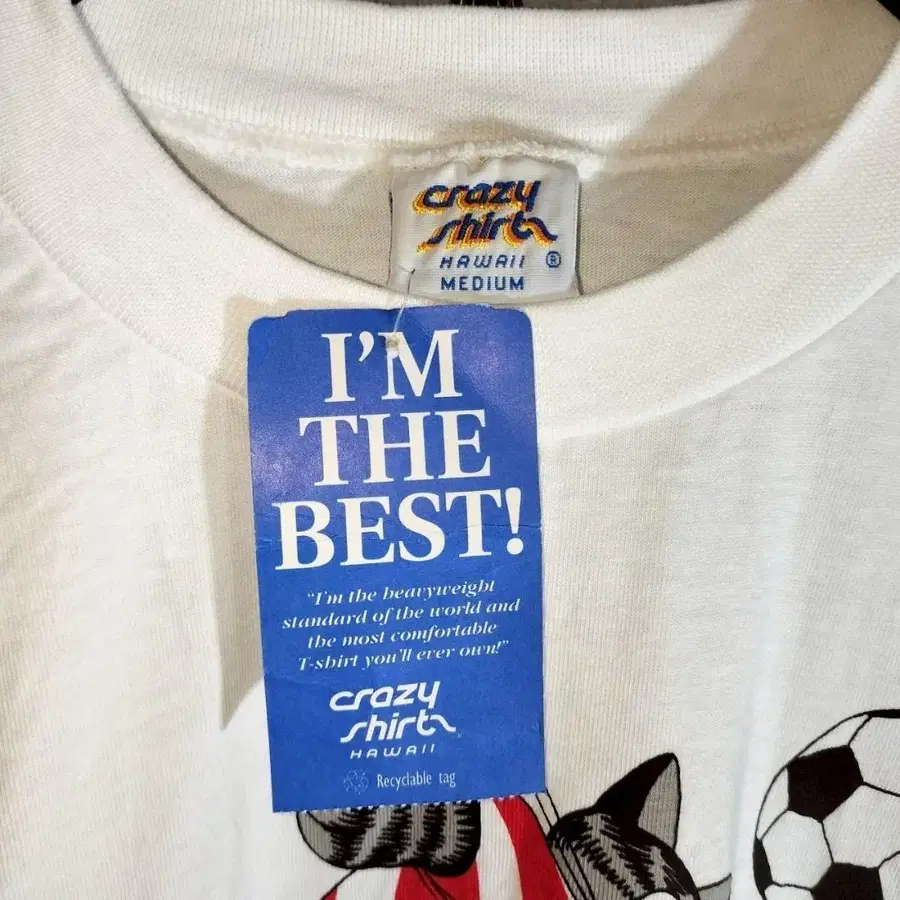 crazy
shirts
HAWAII ®
MEDIUM
I'M
THE
BEST!
"I'm the heavyweight
standard of the world and
the most comfortable
T-shirt you'll ever own!"
crazy
shirts
HAWAII
Recyclable tag